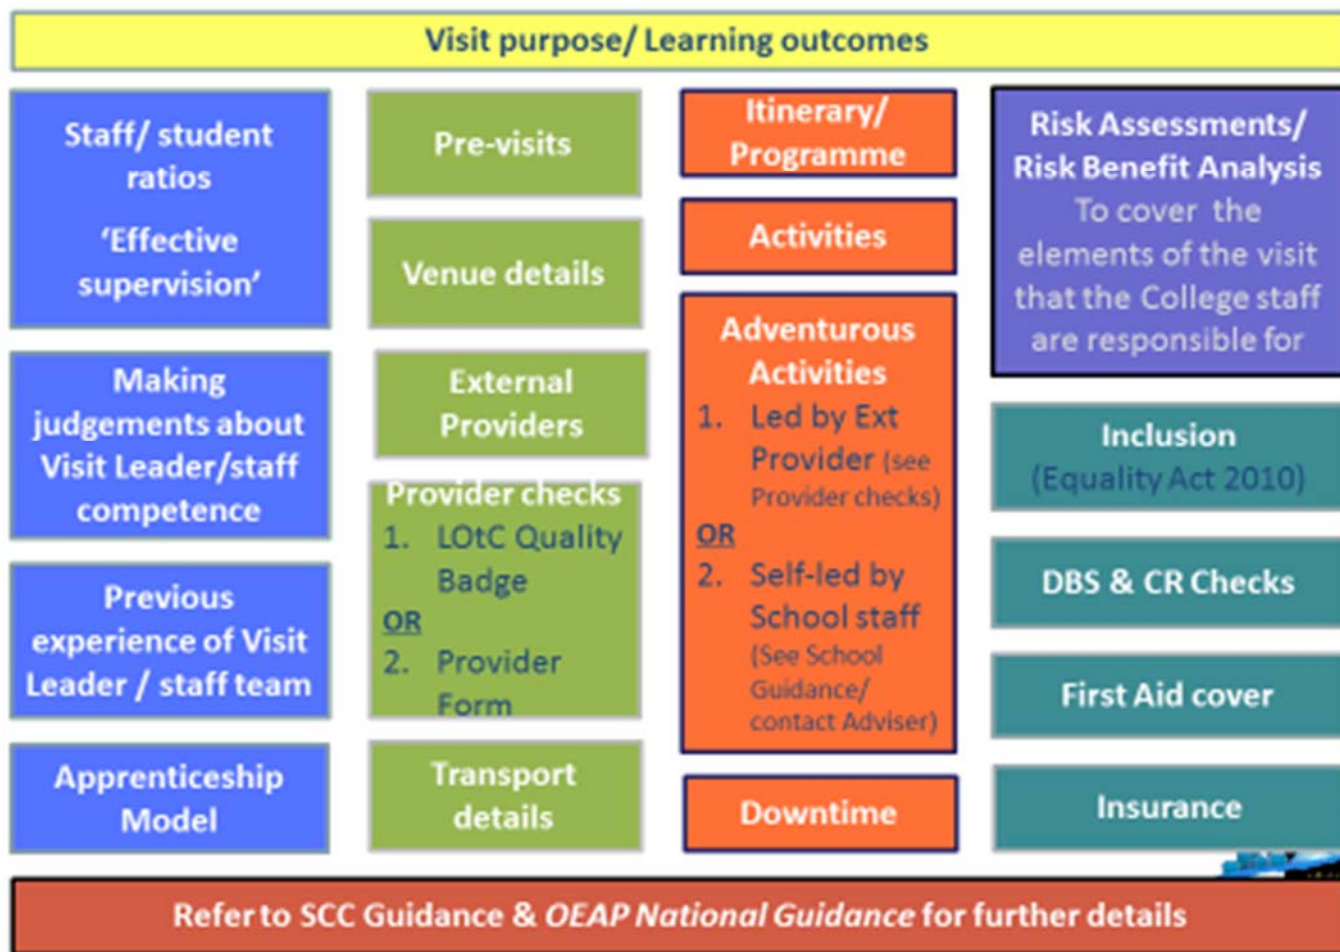 Visit purpose/ Learning outcomes
Staff/ student
ratios
‘Effective
supervision’
Making
judgements about
Visit Leader/staff
competence
Previous
experience of Visit
Leader / staff team
Apprenticeship
Model
Pre-visits
Venue details
External
Providers
Provider checks
1. LOtC Quality
Badge
OR
2. Provider
Form
Transport
details
Itinerary/
Programme
Activities
Adventurous
Activities
1. Led by Ext
Provider (see
Provider checks)
OR
2. Self-led by
School staff
(See School
Guidance/
contact Adviser)
Downtime
Risk Assessments/
Risk Benefit Analysis
To cover the
elements of the visit
that the College staff
are responsible for
Inclusion
(Equality Act 2010)
DBS & CR Checks
First Aid cover
Insurance
Refer to SCC Guidance & OEAP National Guidance for further details